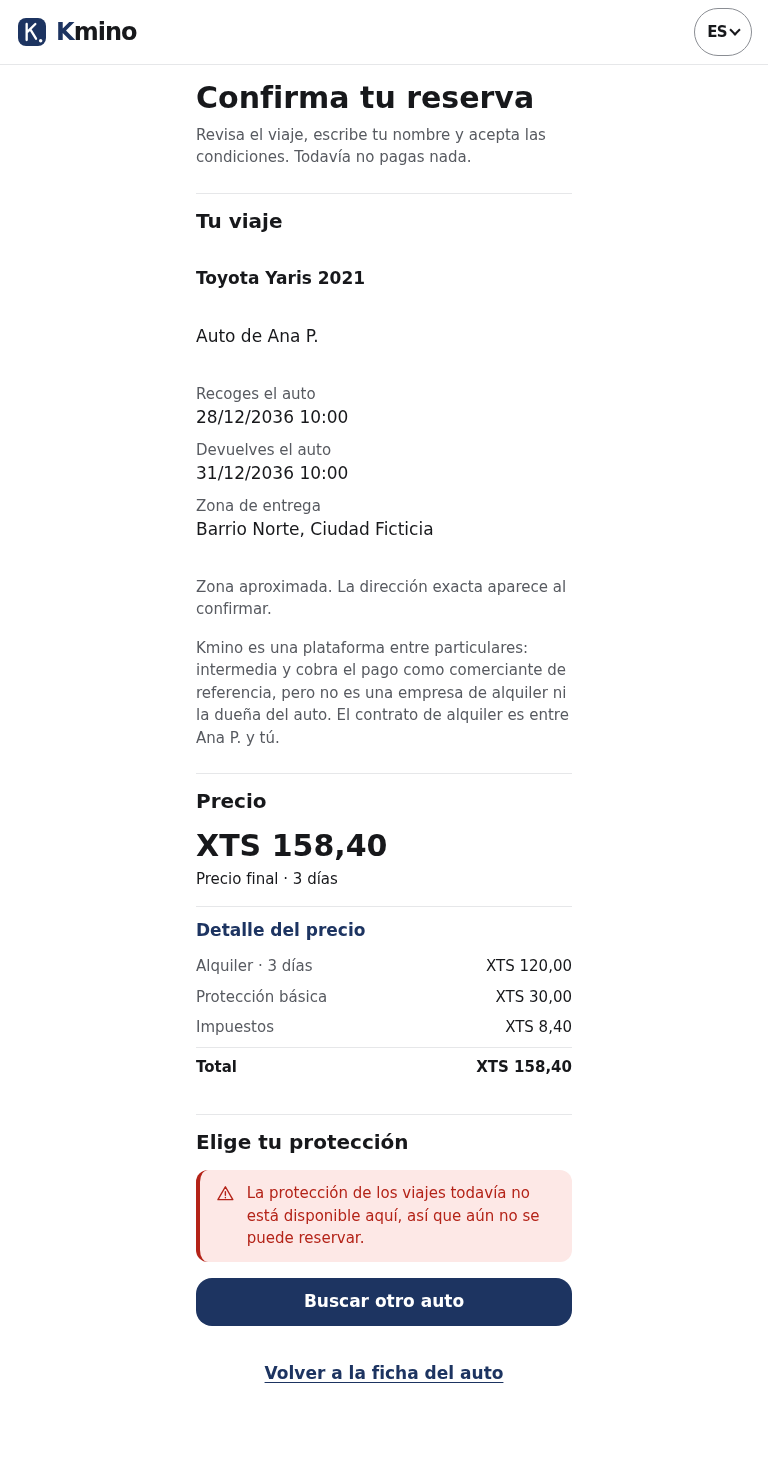 Kmino
ES
Confirma tu reserva
Revisa el viaje, escribe tu nombre y acepta las
condiciones. Todavía no pagas nada.
Tu viaje
Toyota Yaris 2021
Auto de Ana P.
Recoges el auto
28/12/2036 10:00
Devuelves el auto
31/12/2036 10:00
Zona de entrega
Barrio Norte, Ciudad Ficticia
Zona aproximada. La dirección exacta aparece al
confirmar.
Kmino es una plataforma entre particulares:
intermedia y cobra el pago como comerciante de
referencia, pero no es una empresa de alquiler ni
la dueña del auto. El contrato de alquiler es entre
Ana P. y tú.
Precio
XTS 158,40
Precio final · 3 días
Detalle del precio
Alquiler · 3 días XTS 120,00
Protección básica XTS 30,00
Impuestos XTS 8,40
Total XTS 158,40
Elige tu protección
La protección de los viajes todavía no
está disponible aquí, así que aún no se
puede reservar.
Buscar otro auto
Volver a la ficha del auto